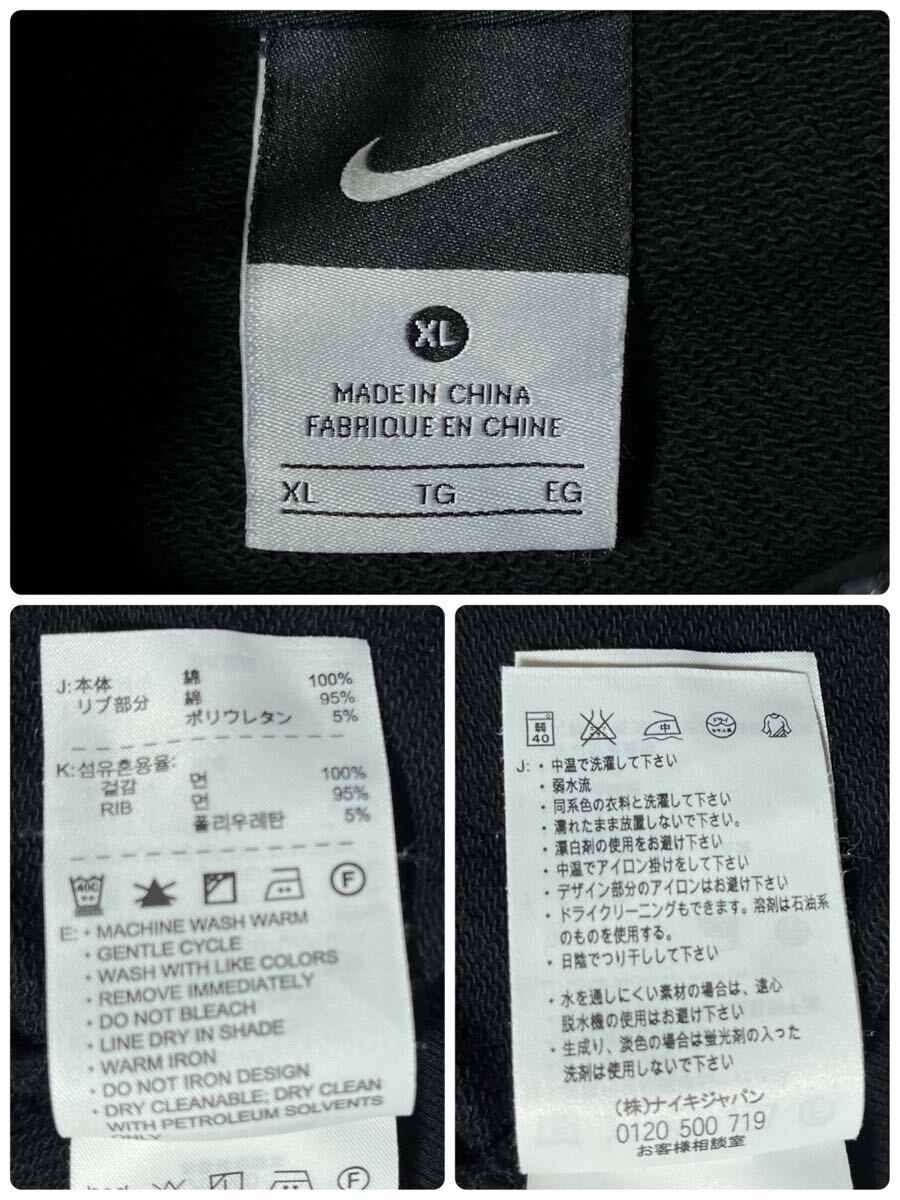 XL
MADE IN CHINA
FABRIQUE EN CHINE
XL TG EG
J: 本体 綿 100%
リブ部分 綿 95%
ポリウレタン 5%
K: 섬유혼용율:
겉감 면 100%
RIB 면 95%
폴리우레탄 5%
40C F
E: • MACHINE WASH WARM
• GENTLE CYCLE
• WASH WITH LIKE COLORS
• REMOVE IMMEDIATELY
• DO NOT BLEACH
• LINE DRY IN SHADE
• WARM IRON
• DO NOT IRON DESIGN
• DRY CLEANABLE; DRY CLEAN
WITH PETROLEUM SOLVENTS
ONLY
弱 40 中 ドライ セキユ系
J: ・中温で洗濯して下さい
・弱水流
・同系色の衣料と洗濯して下さい
・濡れたまま放置しないで下さい。
・漂白剤の使用をお避け下さい
・中温でアイロン掛けをして下さい
・デザイン部分のアイロンはお避け下さい
・ドライクリーニングもできます。溶剤は石油系
のものを使用する。
・日陰でつり干しして下さい
・水を通しにくい素材の場合は、遠心
脱水機の使用はお避け下さい
・生成り、淡色の場合は蛍光剤の入った
洗剤は使用しないで下さい
(株)ナイキジャパン
0120 500 719
お客様相談室